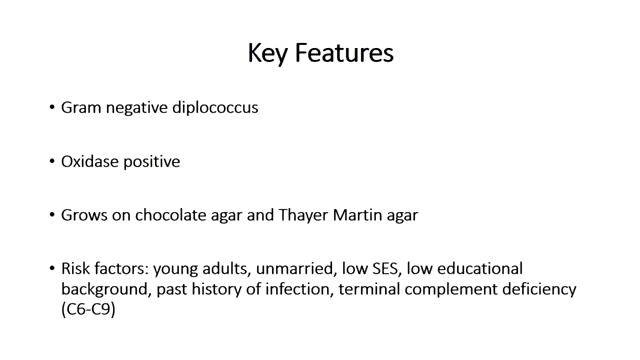 Key Features
• Gram negative diplococcus
• Oxidase positive
• Grows on chocolate agar and Thayer Martin agar
• Risk factors: young adults, unmarried, low SES, low educational
background, past history of infection, terminal complement deficiency
(C6-C9)